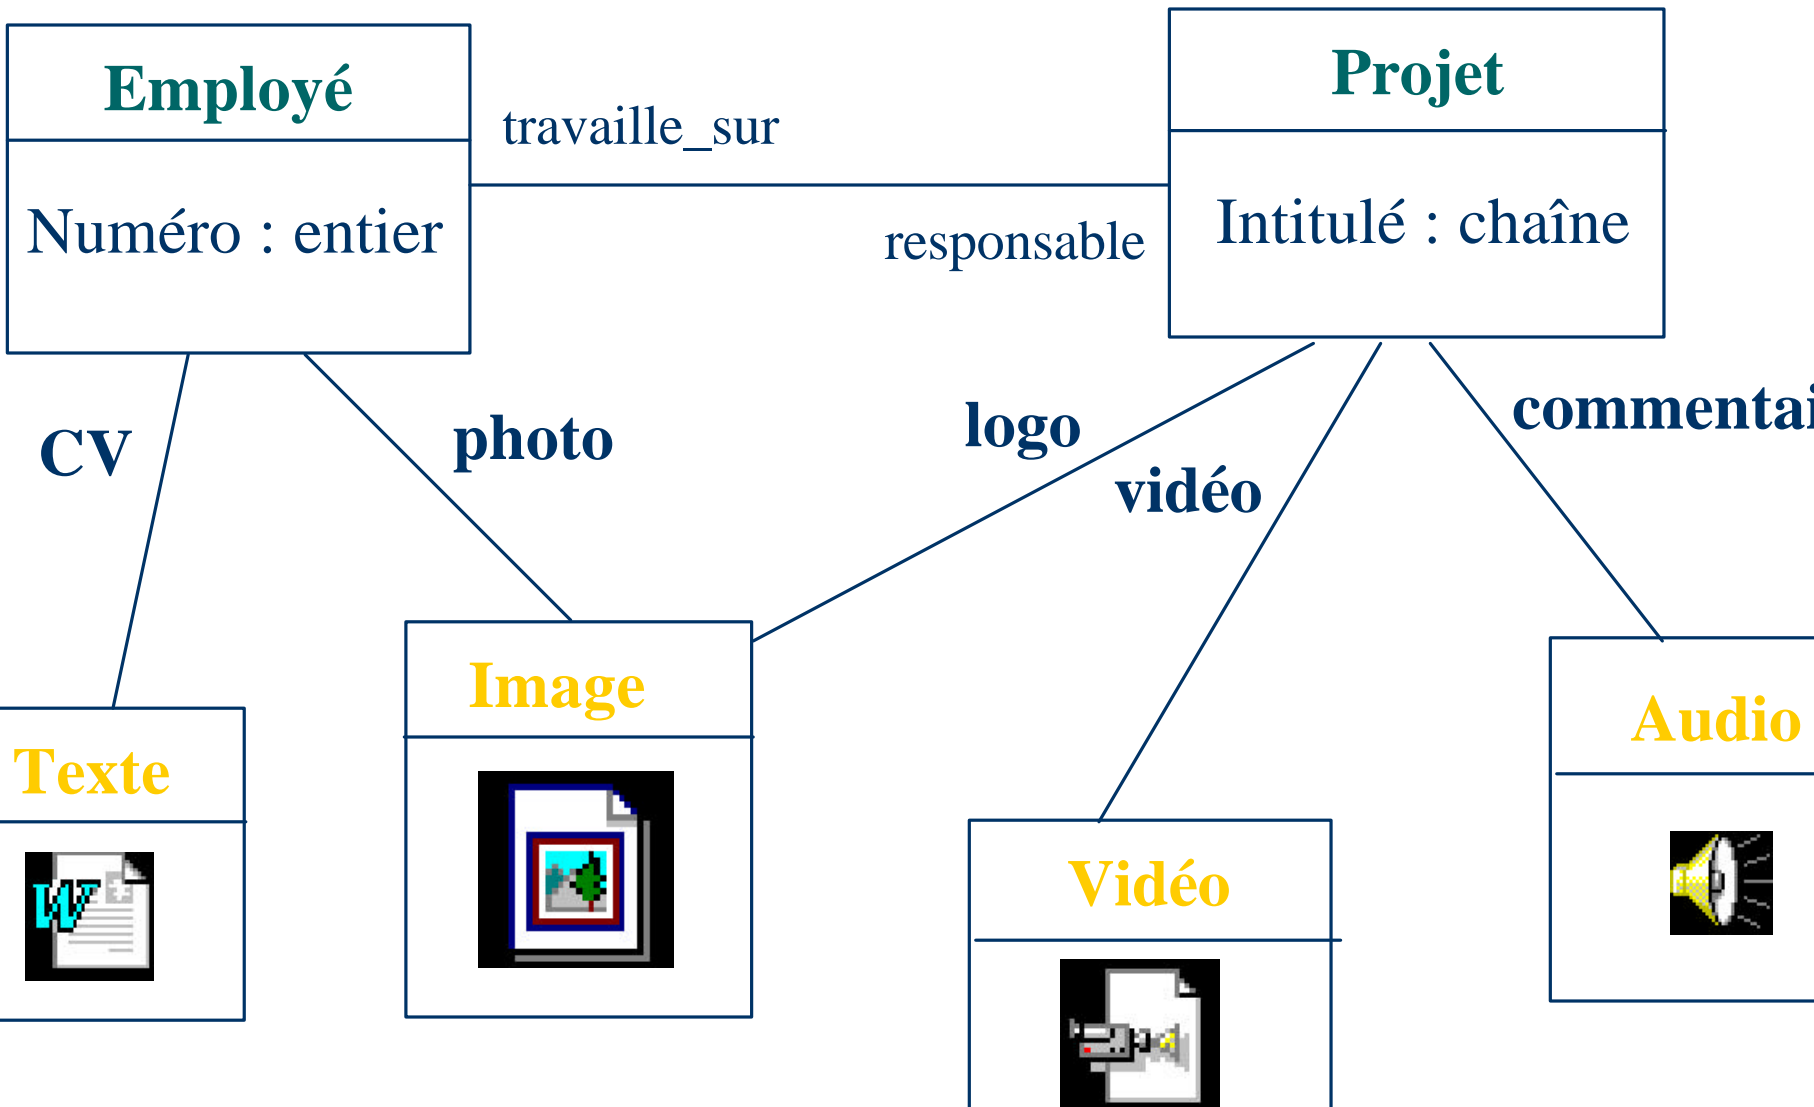 Employé
Projet
travaille_sur
Numéro : entier
Intitulé : chaîne
responsable
CV
photo
logo
vidéo
Image
Texte
Audio
Vidéo
W